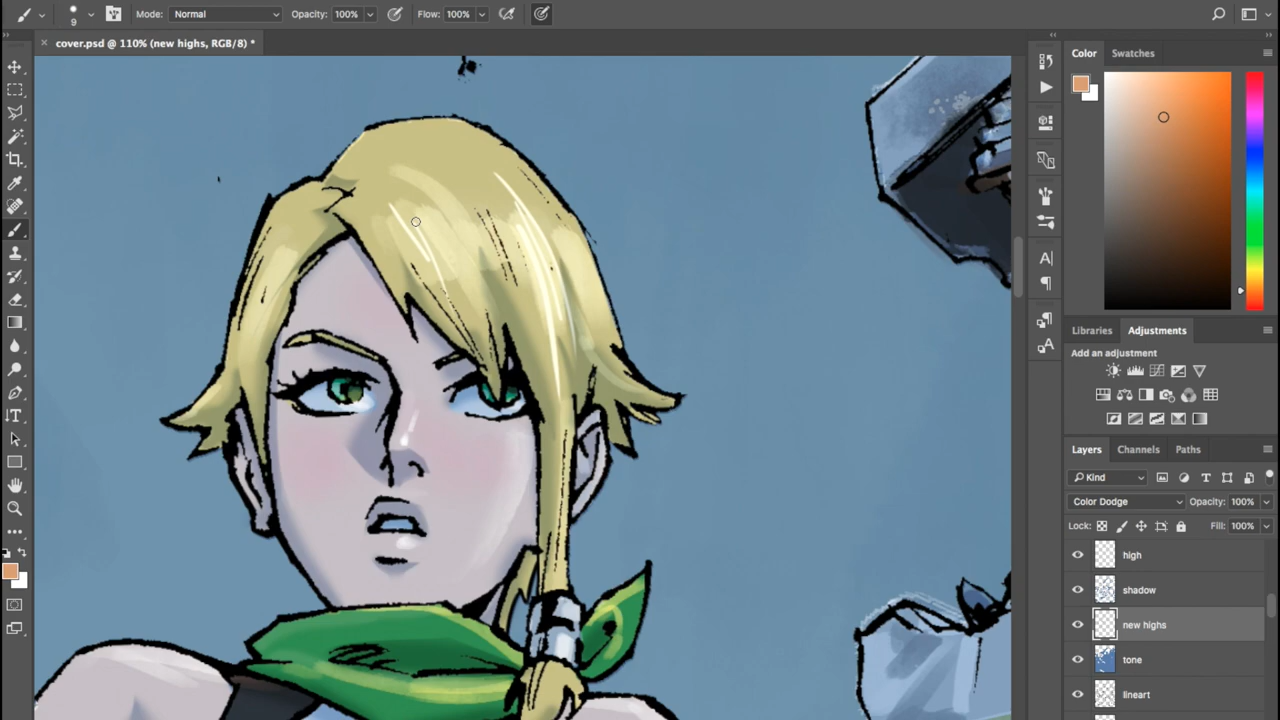 9 Mode: Normal Opacity: 100% Flow: 100%
× cover.psd @ 110% (new highs, RGB/8) *
Color Swatches
Libraries Adjustments
Add an adjustment
Layers Channels Paths
Kind
Color Dodge Opacity: 100%
Lock: Fill: 100%
high
shadow
new highs
tone
lineart